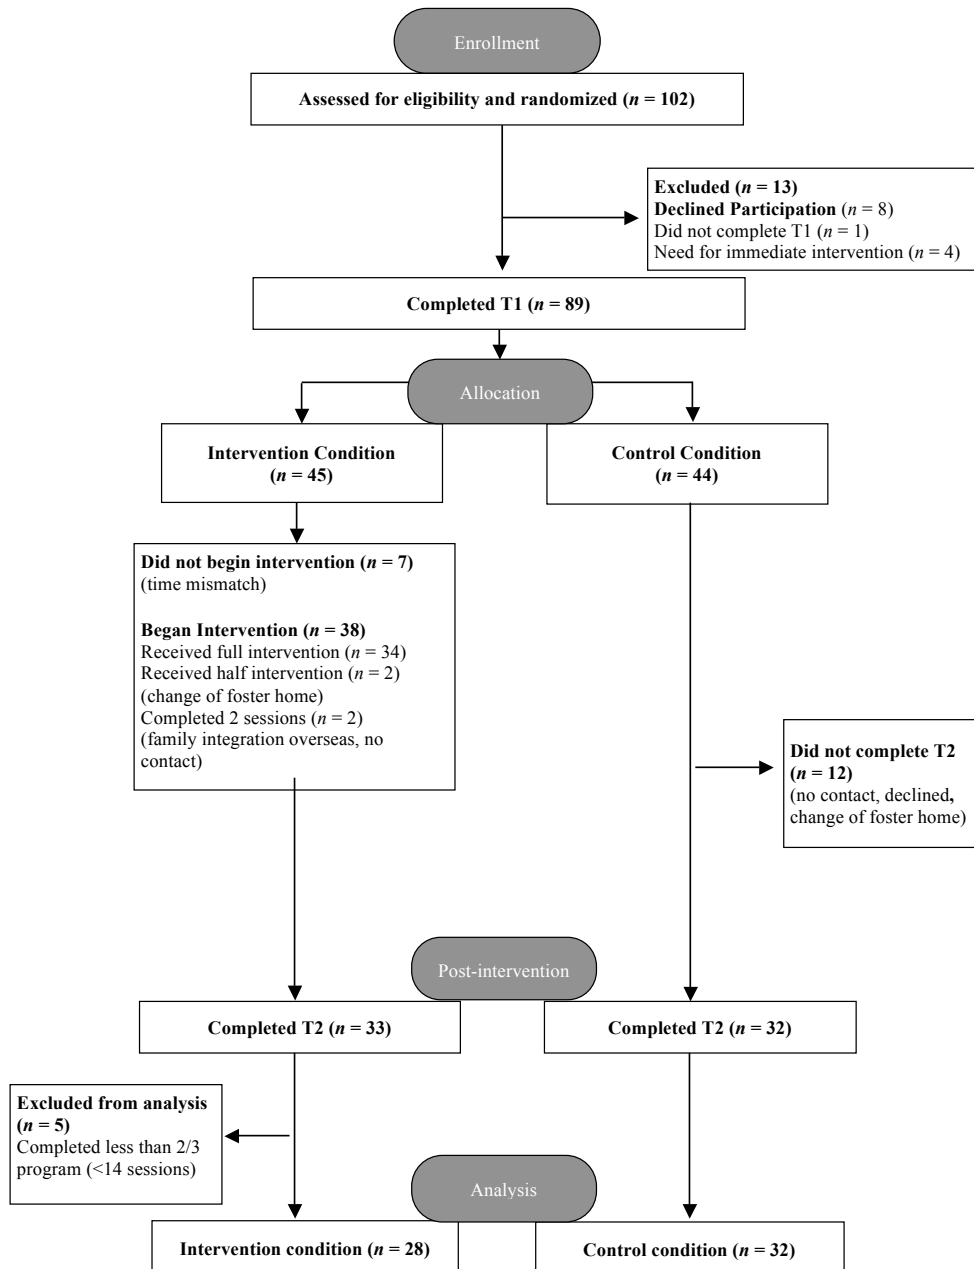 Enrollment
Assessed for eligibility and randomized (n = 102)
Excluded (n = 13)
Declined Participation (n = 8)
Did not complete T1 (n = 1)
Need for immediate intervention (n = 4)
Completed T1 (n = 89)
Allocation
Intervention Condition
(n = 45)
Control Condition
(n = 44)
Did not begin intervention (n = 7)
(time mismatch)
Began Intervention (n = 38)
Received full intervention (n = 34)
Received half intervention (n = 2)
(change of foster home)
Completed 2 sessions (n = 2)
(family integration overseas, no
contact)
Did not complete T2
(n = 12)
(no contact, declined,
change of foster home)
Post-intervention
Completed T2 (n = 33)
Completed T2 (n = 32)
Excluded from analysis
(n = 5)
Completed less than 2/3
program (<14 sessions)
Analysis
Intervention condition (n = 28)
Control condition (n = 32)